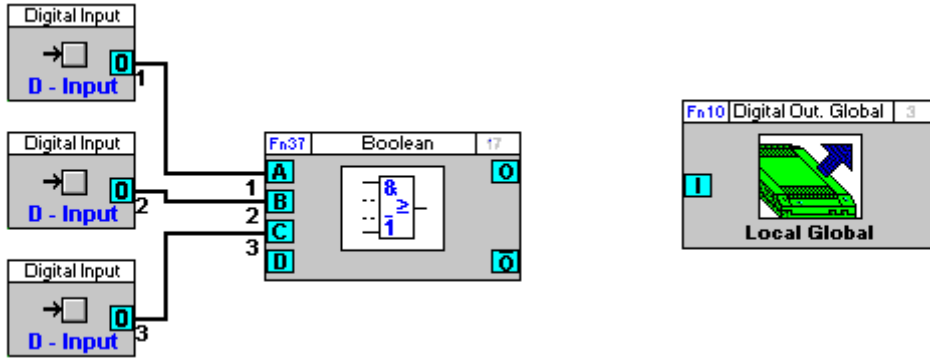 Digital Input
0
1
D - Input
Digital Input
0
2
D - Input
Digital Input
0
3
D - Input
Fn37 Boolean 17
A O
1
B
2
C
3
D O
&
≥
1
Fn10 Digital Out. Global 3
I
Local Global